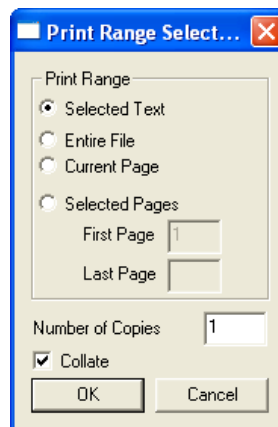 Print Range Select...
Print Range
Selected Text
Entire File
Current Page
Selected Pages
First Page 1
Last Page
Number of Copies 1
Collate
OK Cancel